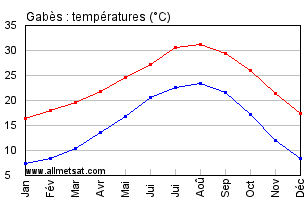 Gabès : températures (°C)
35
30
25
20
15
10
5
www.allmetsat.com
Jan
Fév
Mar
Avr
Mai
Jui
Jui
Aoû
Sep
Oct
Nov
Déc